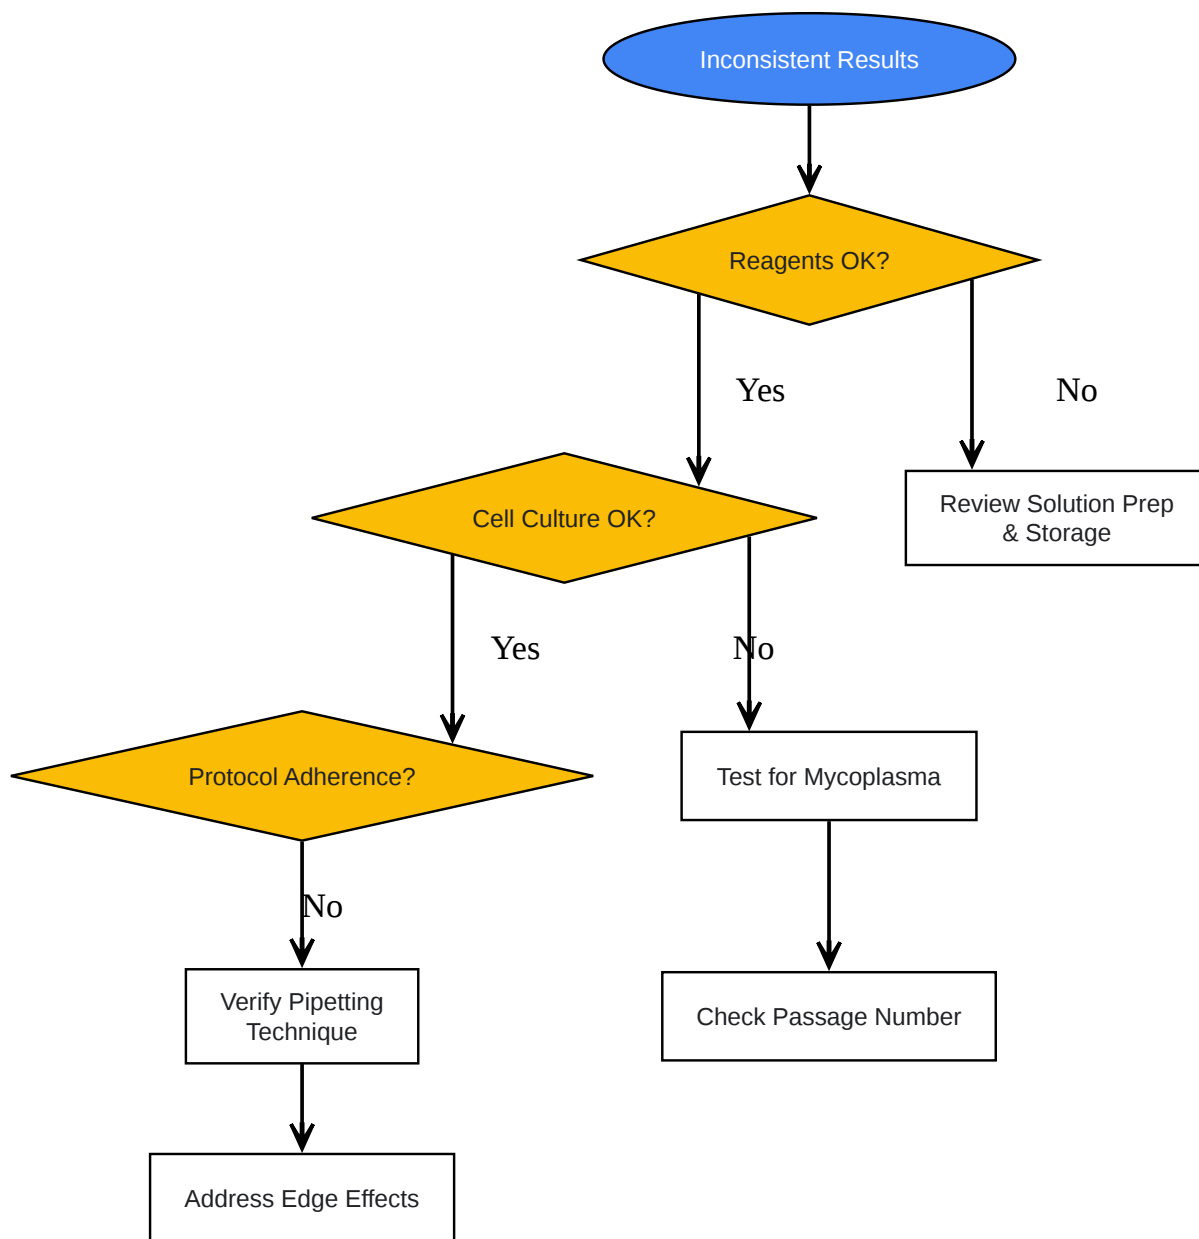 Inconsistent Results
Reagents OK?
Yes
No
Review Solution Prep
& Storage
Cell Culture OK?
Yes
No
Protocol Adherence?
Test for Mycoplasma
No
Verify Pipetting
Technique
Check Passage Number
Address Edge Effects